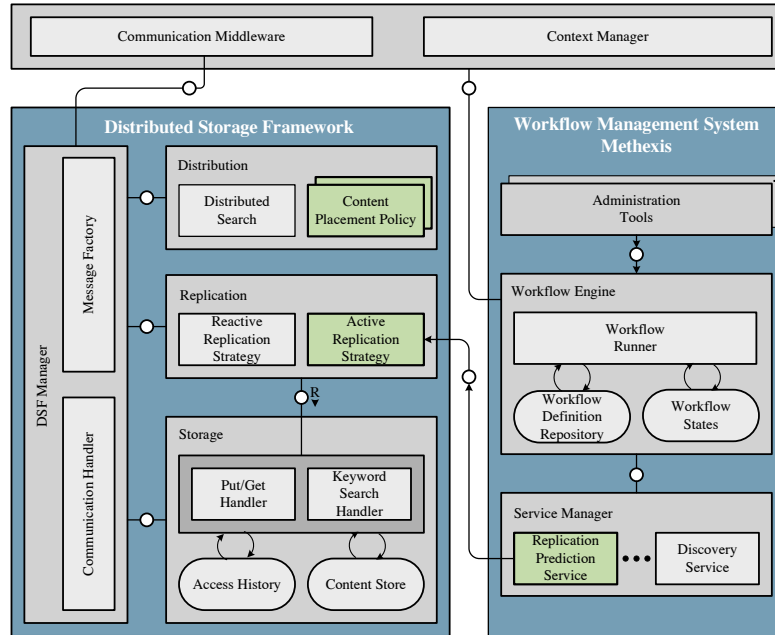 Communication Middleware
Context Manager
Distributed Storage Framework
DSF Manager
Message Factory
Communication Handler
Distribution
Distributed
Search
Content
Placement Policy
Replication
Reactive
Replication
Strategy
Active
Replication
Strategy
R
Storage
Put/Get
Handler
Keyword
Search
Handler
Access History
Content Store
Workflow Management System
Methexis
Administration
Tools
Workflow Engine
Workflow
Runner
Workflow
Definition
Repository
Workflow
States
Service Manager
Replication
Prediction
Service
Discovery
Service